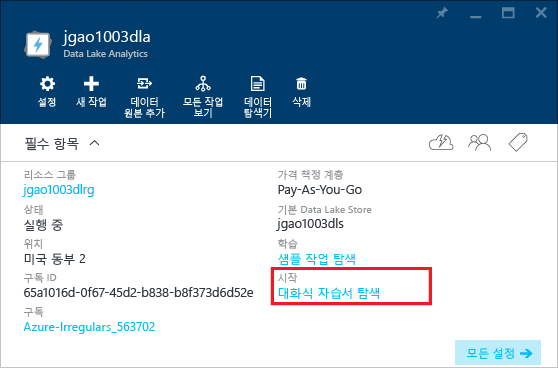 jgao1003dla
Data Lake Analytics
설정
새 작업
데이터
원본 추가
모든 작업
보기
데이터
탐색기
삭제
필수 항목
리소스 그룹
jgao1003dlrg
상태
실행 중
위치
미국 동부 2
구독 ID
65a1016d-0f67-45d2-b838-b8f373d6d52e
구독
Azure-Irregulars_563702
가격 책정 계층
Pay-As-You-Go
기본 Data Lake Store
jgao1003dls
학습
샘플 작업 탐색
시작
대화식 자습서 탐색
모든 설정